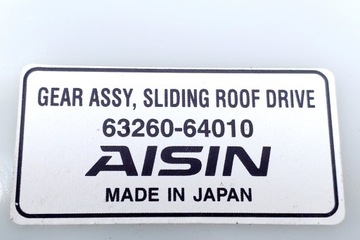 GEAR ASSY, SLIDING ROOF DRIVE
63260-64010
AISIN
MADE IN JAPAN